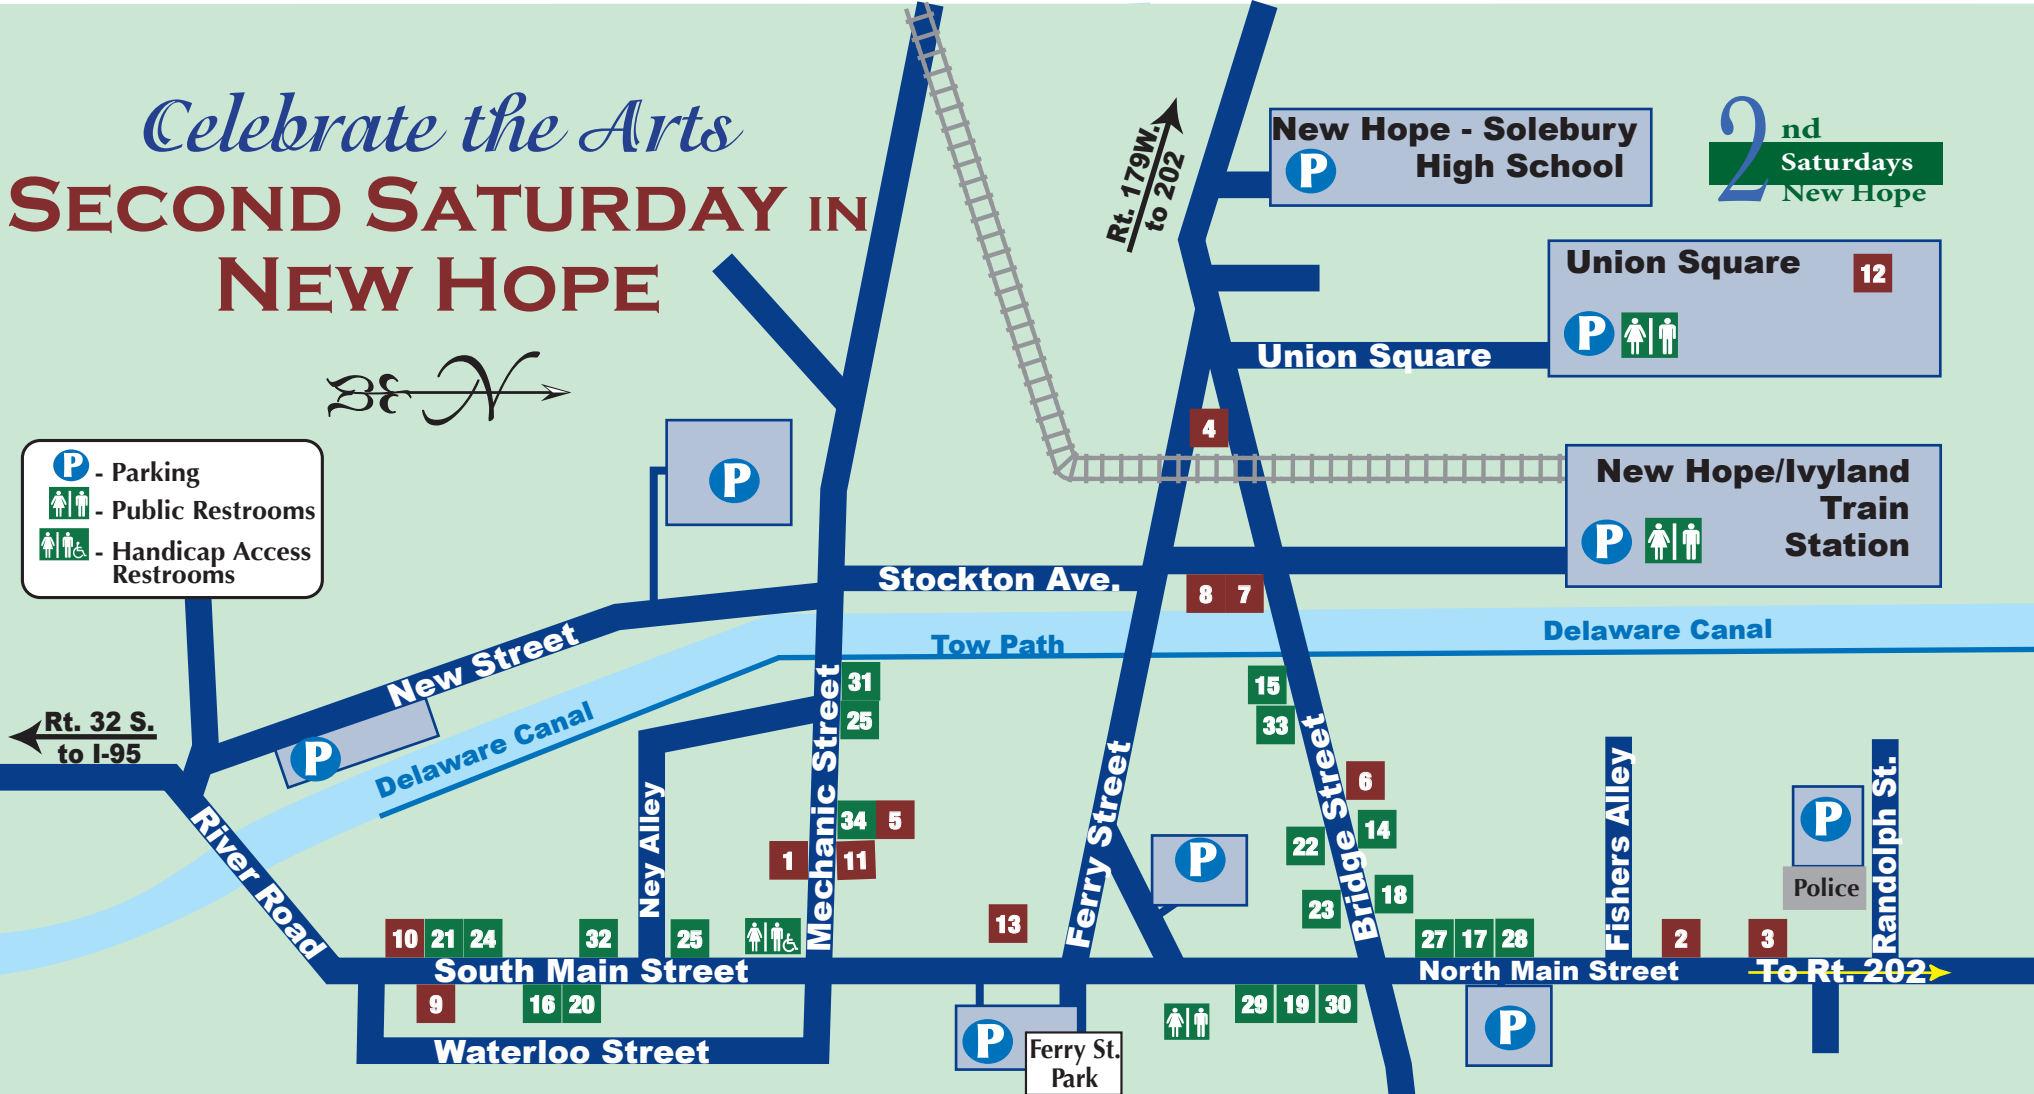 Celebrate the Arts
SECOND SATURDAY IN
NEW HOPE
N
P - Parking
- Public Restrooms
- Handicap Access
Restrooms
Rt. 179W.
to 202
New Hope - Solebury
High School
P
2nd
Saturdays
New Hope
Union Square
12
P
Union Square
4
New Hope/Ivyland
Train
Station
P
P
Stockton Ave.
8
7
New Street
Tow Path
Delaware Canal
Rt. 32 S.
to I-95
P
Delaware Canal
River Road
Ney Alley
Mechanic Street
31
25
34
5
1
11
Ferry Street
13
P
15
33
Bridge Street
6
14
22
18
23
Fishers Alley
P
Police
Randolph St.
10
21
24
32
25
27
17
28
2
3
South Main Street
North Main Street
To Rt. 202
9
16
20
29
19
30
Waterloo Street
P
Ferry St.
Park
P